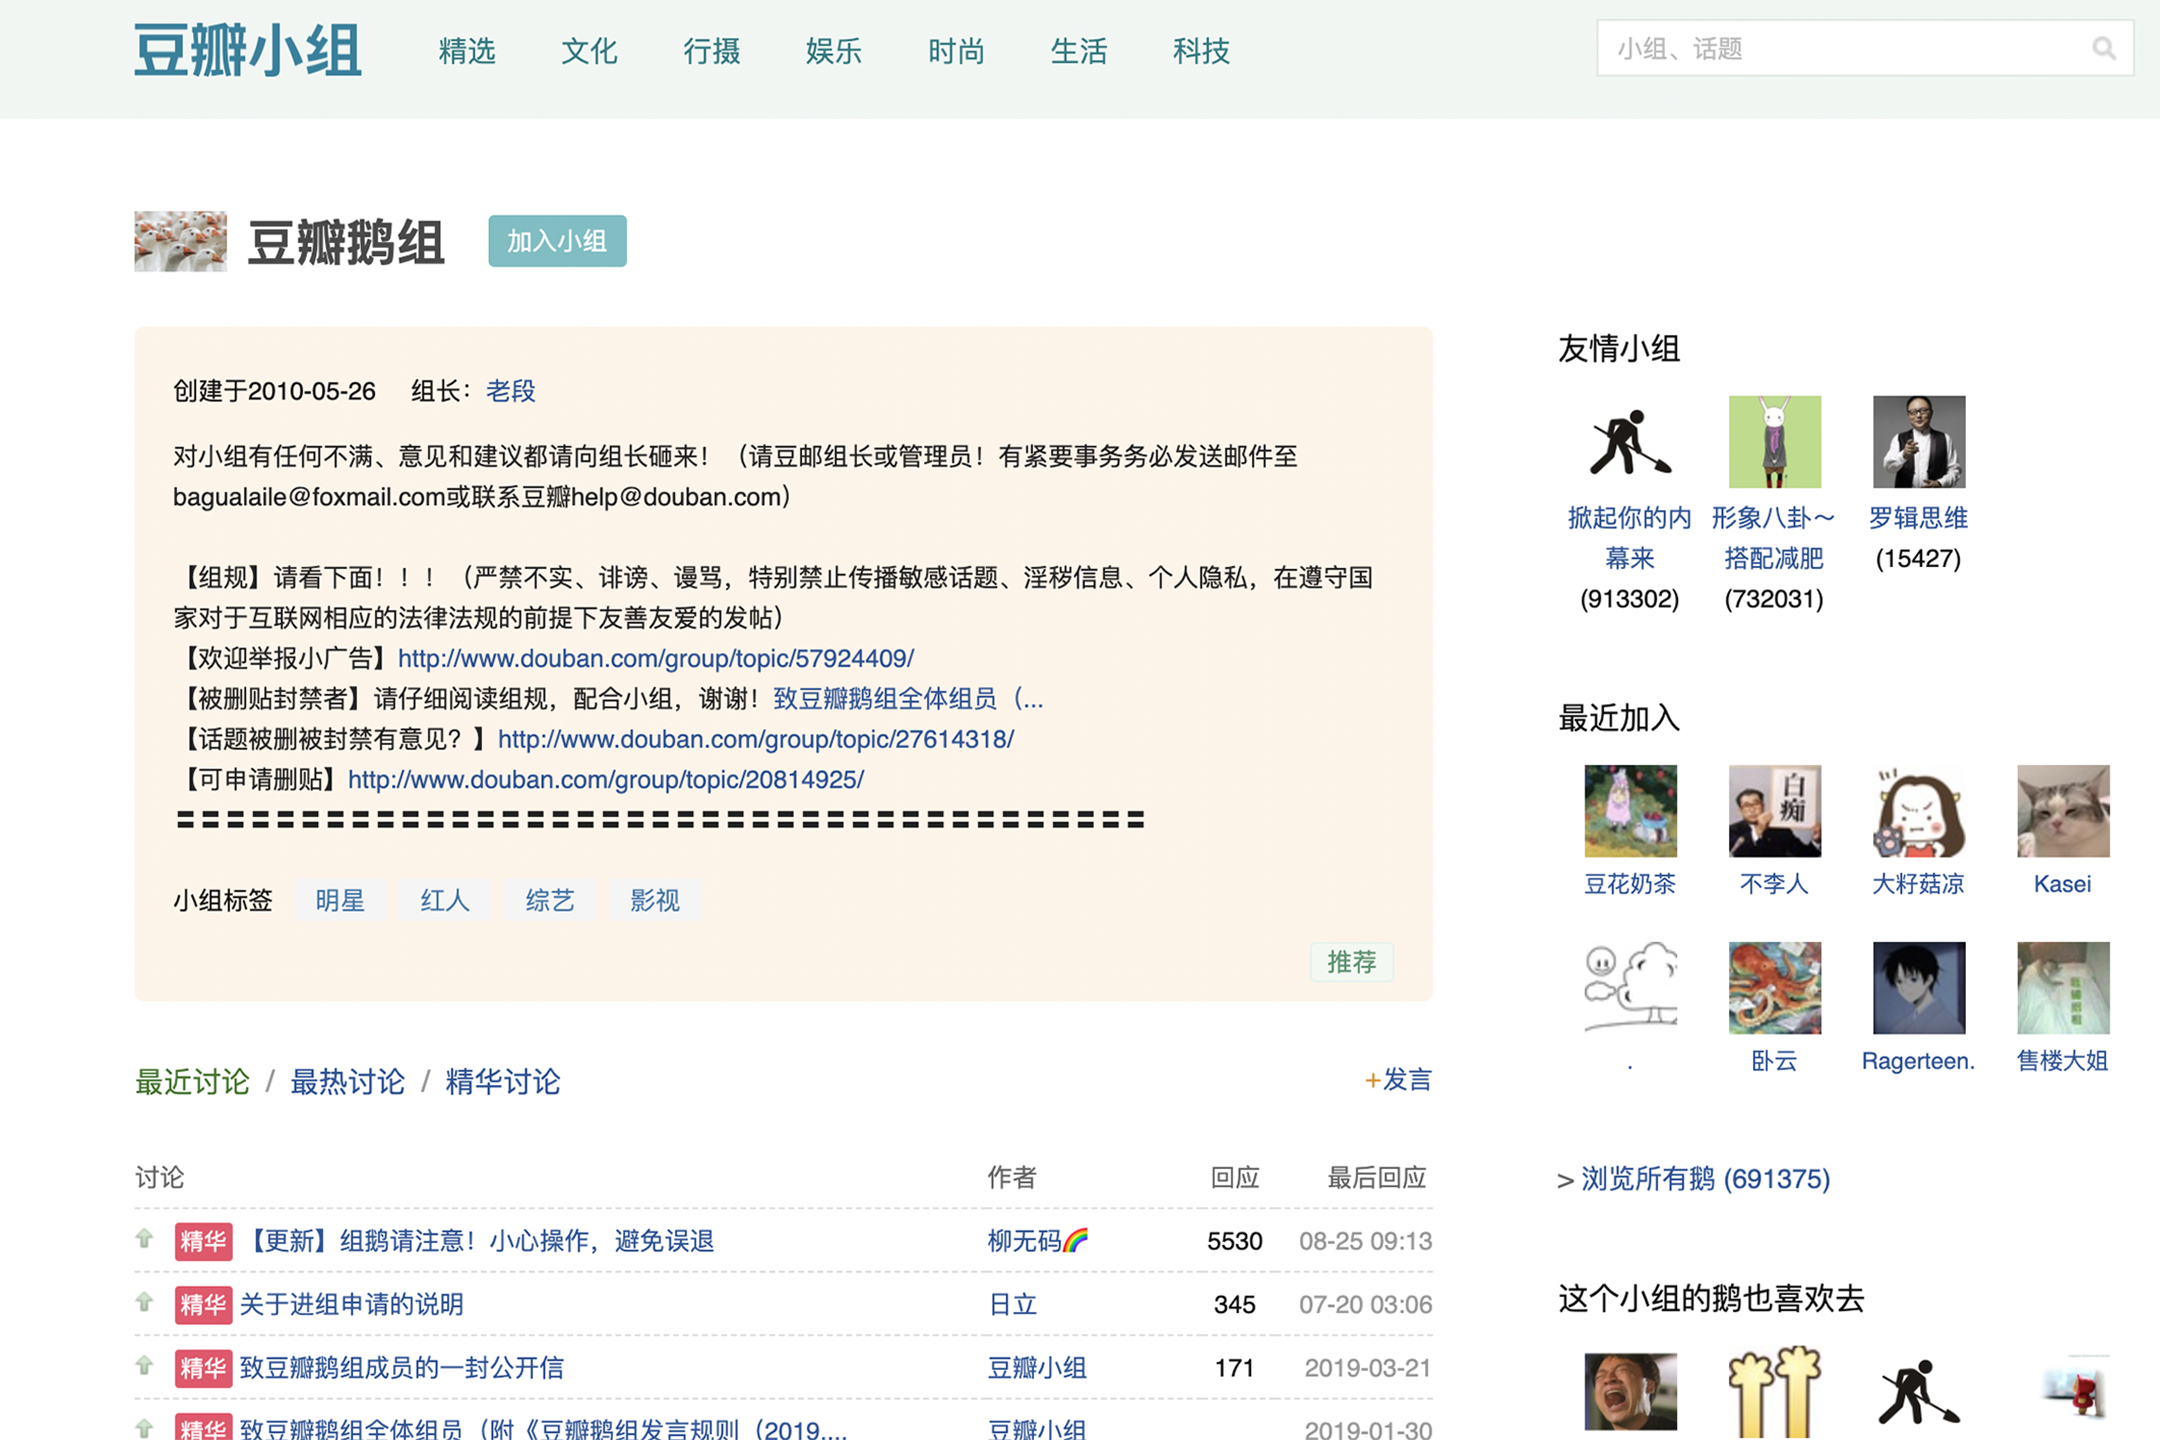 豆瓣小组 精选 文化 行摄 娱乐 时尚 生活 科技 小组、话题
豆瓣鹅组 加入小组
创建于2010-05-26 组长：老段
对小组有任何不满、意见和建议都请向组长砸来！（请豆邮组长或管理员！有紧要事务务必发送邮件至
bagualaile@foxmail.com或联系豆瓣help@douban.com）
【组规】请看下面！！！（严禁不实、诽谤、谩骂，特别禁止传播敏感话题、淫秽信息、个人隐私，在遵守国
家对于互联网相应的法律法规的前提下友善友爱的发帖）
【欢迎举报小广告】http://www.douban.com/group/topic/57924409/
【被删贴封禁者】请仔细阅读组规，配合小组，谢谢！致豆瓣鹅组全体组员（...
【话题被删被封禁有意见？】http://www.douban.com/group/topic/27614318/
【可申请删贴】http://www.douban.com/group/topic/20814925/
=======================================
小组标签 明星 红人 综艺 影视
推荐
最近讨论 / 最热讨论 / 精华讨论 +发言
讨论 作者 回应 最后回应
精华 【更新】组鹅请注意！小心操作，避免误退 柳无码🌈 5530 08-25 09:13
精华 关于进组申请的说明 日立 345 07-20 03:06
精华 致豆瓣鹅组成员的一封公开信 豆瓣小组 171 2019-03-21
精华 致豆瓣鹅组全体组员（附《豆瓣鹅组发言规则（2019.... 豆瓣小组 2019-01-30
友情小组
掀起你的内
幕来
(913302)
形象八卦～
搭配减肥
(732031)
罗辑思维
(15427)
最近加入
白
痴
豆花奶茶 不李人 大籽菇凉 Kasei
. 卧云 Ragerteen. 售楼大姐
> 浏览所有鹅 (691375)
这个小组的鹅也喜欢去